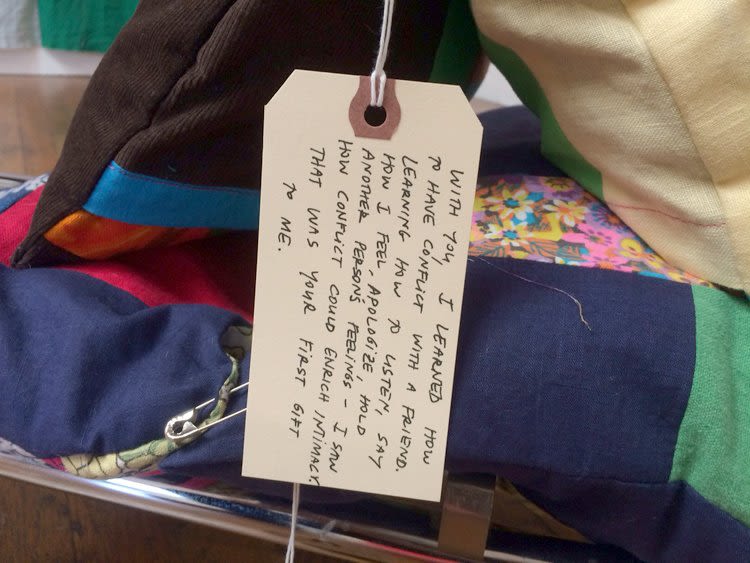 WITH YOU, I LEARNED HOW
TO HAVE CONFLICT WITH A FRIEND.
LEARNING HOW TO LISTEN, SAY
HOW I FEEL, APOLOGIZE, HOLD
ANOTHER PERSON'S FEELINGS - I SAW
HOW CONFLICT COULD ENRICH INTIMACY.
THAT WAS YOUR FIRST GIFT
TO ME.